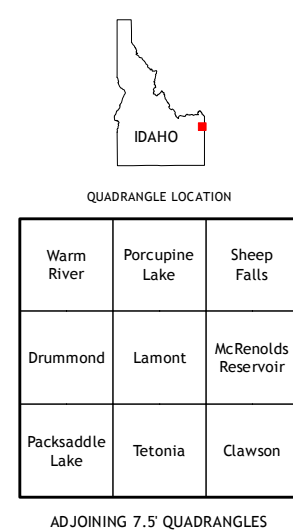 IDAHO
QUADRANGLE LOCATION
Warm
River
Porcupine
Lake
Sheep
Falls
Drummond
Lamont
McRenolds
Reservoir
Packsaddle
Lake
Tetonia
Clawson
ADJOINING 7.5' QUADRANGLES